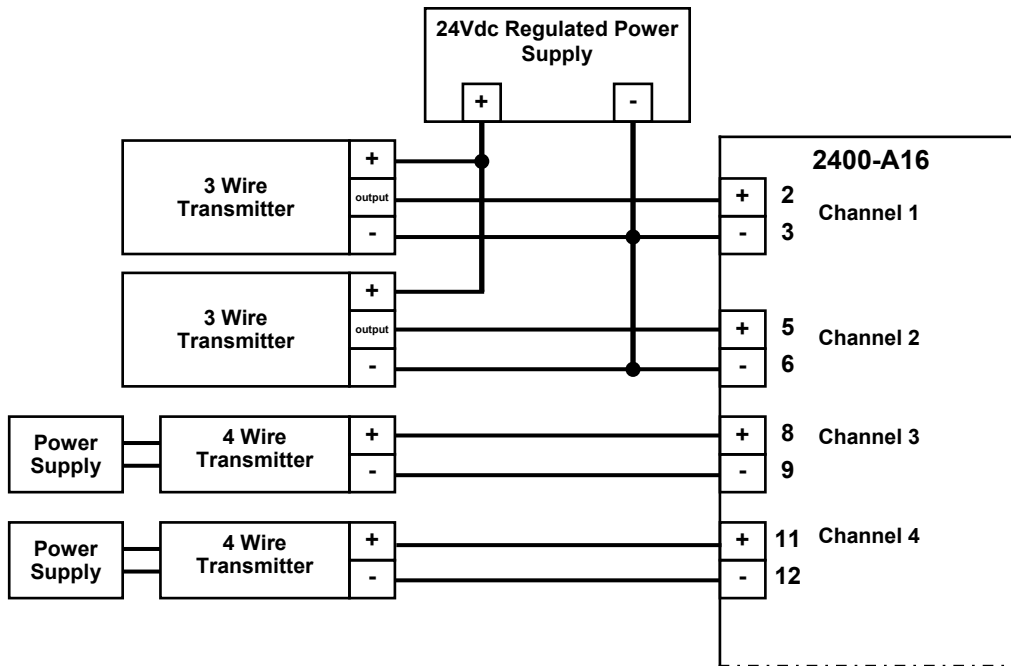 24Vdc Regulated Power
Supply
+ -
2400-A16
3 Wire
Transmitter
+
output
-
+ 2
- 3
Channel 1
3 Wire
Transmitter
+
output
-
+ 5
- 6
Channel 2
Power
Supply
4 Wire
Transmitter
+
-
+ 8
- 9
Channel 3
Power
Supply
4 Wire
Transmitter
+
-
+ 11
- 12
Channel 4